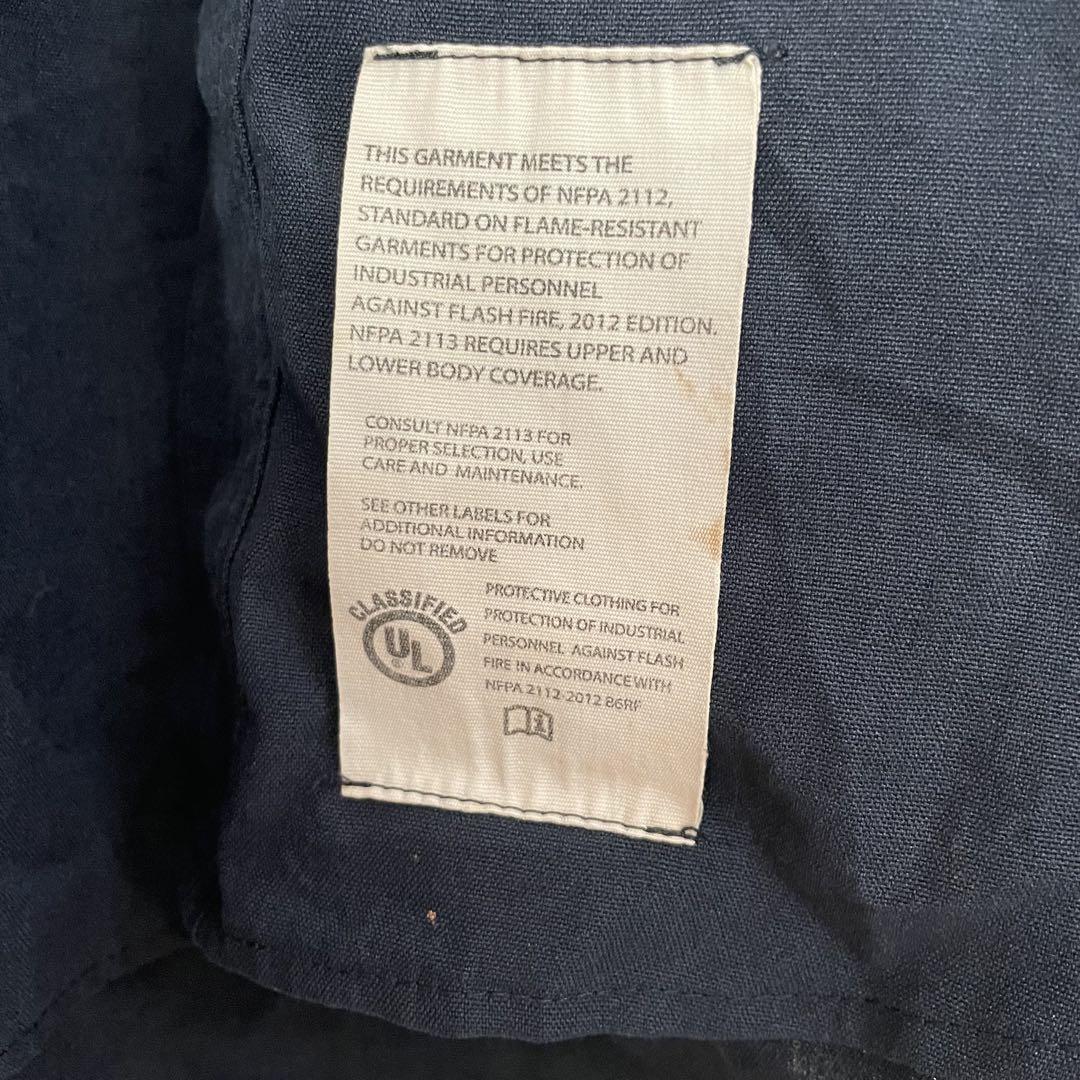 THIS GARMENT MEETS THE
REQUIREMENTS OF NFPA 2112,
STANDARD ON FLAME-RESISTANT
GARMENTS FOR PROTECTION OF
INDUSTRIAL PERSONNEL
AGAINST FLASH FIRE, 2012 EDITION.
NFPA 2113 REQUIRES UPPER AND
LOWER BODY COVERAGE.
CONSULT NFPA 2113 FOR
PROPER SELECTION, USE
CARE AND MAINTENANCE.
SEE OTHER LABELS FOR
ADDITIONAL INFORMATION
DO NOT REMOVE
CLASSIFIED
UL
®
PROTECTIVE CLOTHING FOR
PROTECTION OF INDUSTRIAL
PERSONNEL AGAINST FLASH
FIRE IN ACCORDANCE WITH
NFPA 2112-2012 86RF